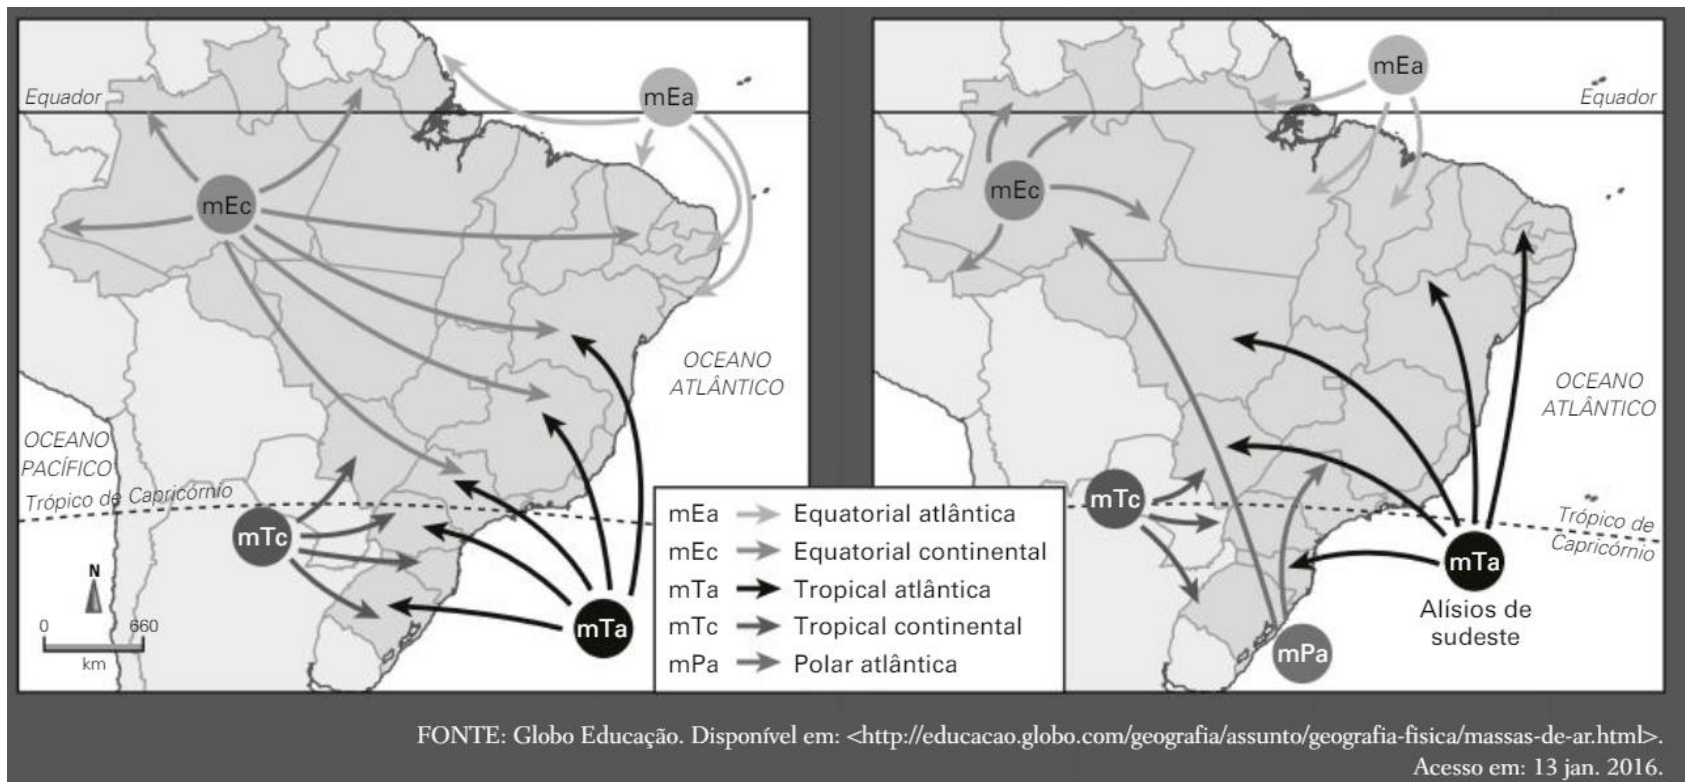 Equador
mEa
mEc
OCEANO
ATLÂNTICO
OCEANO
PACÍFICO
Trópico de Capricórnio
mTc
N
0 660
km
mTa
mEa Equatorial atlântica
mEc Equatorial continental
mTa Tropical atlântica
mTc Tropical continental
mPa Polar atlântica
mEa
Equador
mEc
OCEANO
ATLÂNTICO
mTc
Trópico de
Capricórnio
mTa
Alísios de
sudeste
mPa
FONTE: Globo Educação. Disponível em: <http://educacao.globo.com/geografia/assunto/geografia-fisica/massas-de-ar.html>.
Acesso em: 13 jan. 2016.